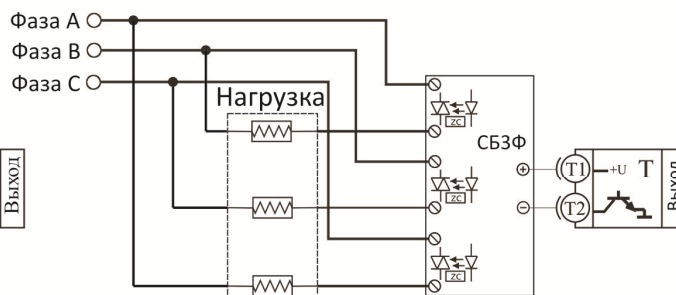 Фаза А
Фаза В
Фаза С
Нагрузка
Выход
ZC
СБ3Ф
T1
+U
T
ZC
T2
Выход
ZC